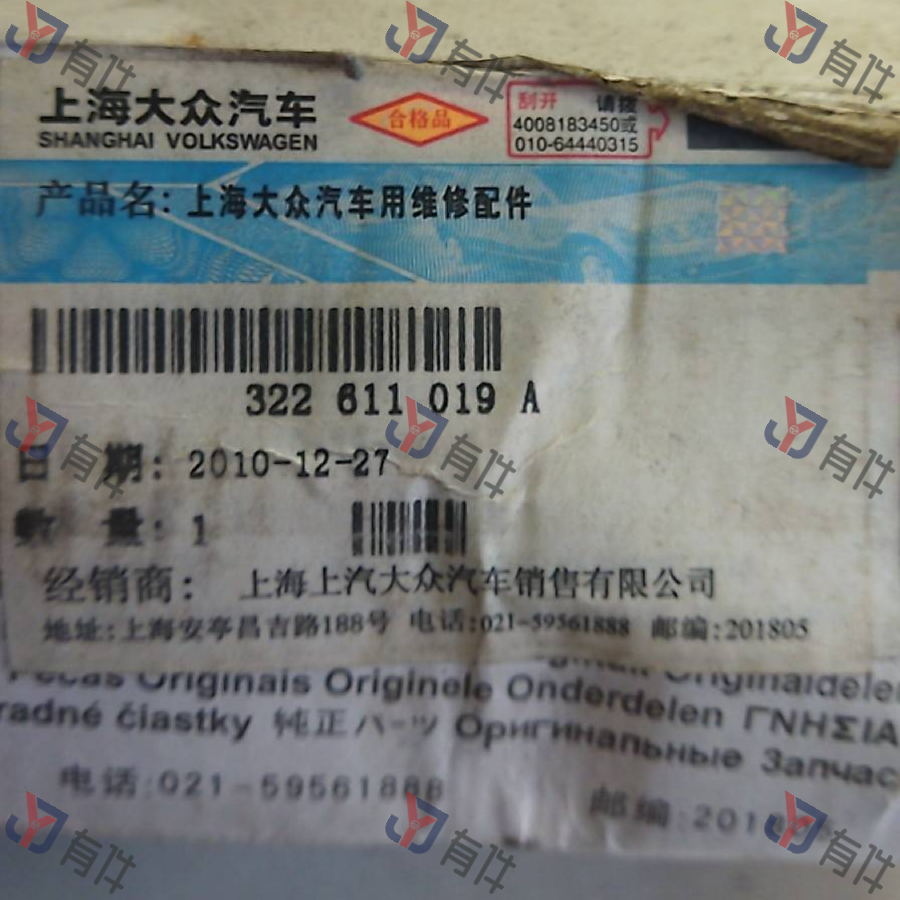 上海大众汽车
SHANGHAI VOLKSWAGEN
合格品
刮开 请拨
4008183450或
010-64440315
产品名: 上海大众汽车用维修配件
322 611 019 A
日 期: 2010-12-27
数 量: 1
经销商: 上海上汽大众汽车销售有限公司
地址:上海安亭昌吉路188号 电话:021-59561888 邮编:201805
Originais Originele Onderdelen ΓΝΗΣΙΑ
čiastky 純正パーツ Оригинальные Запчас
电话:021-59561888
邮编:
有件